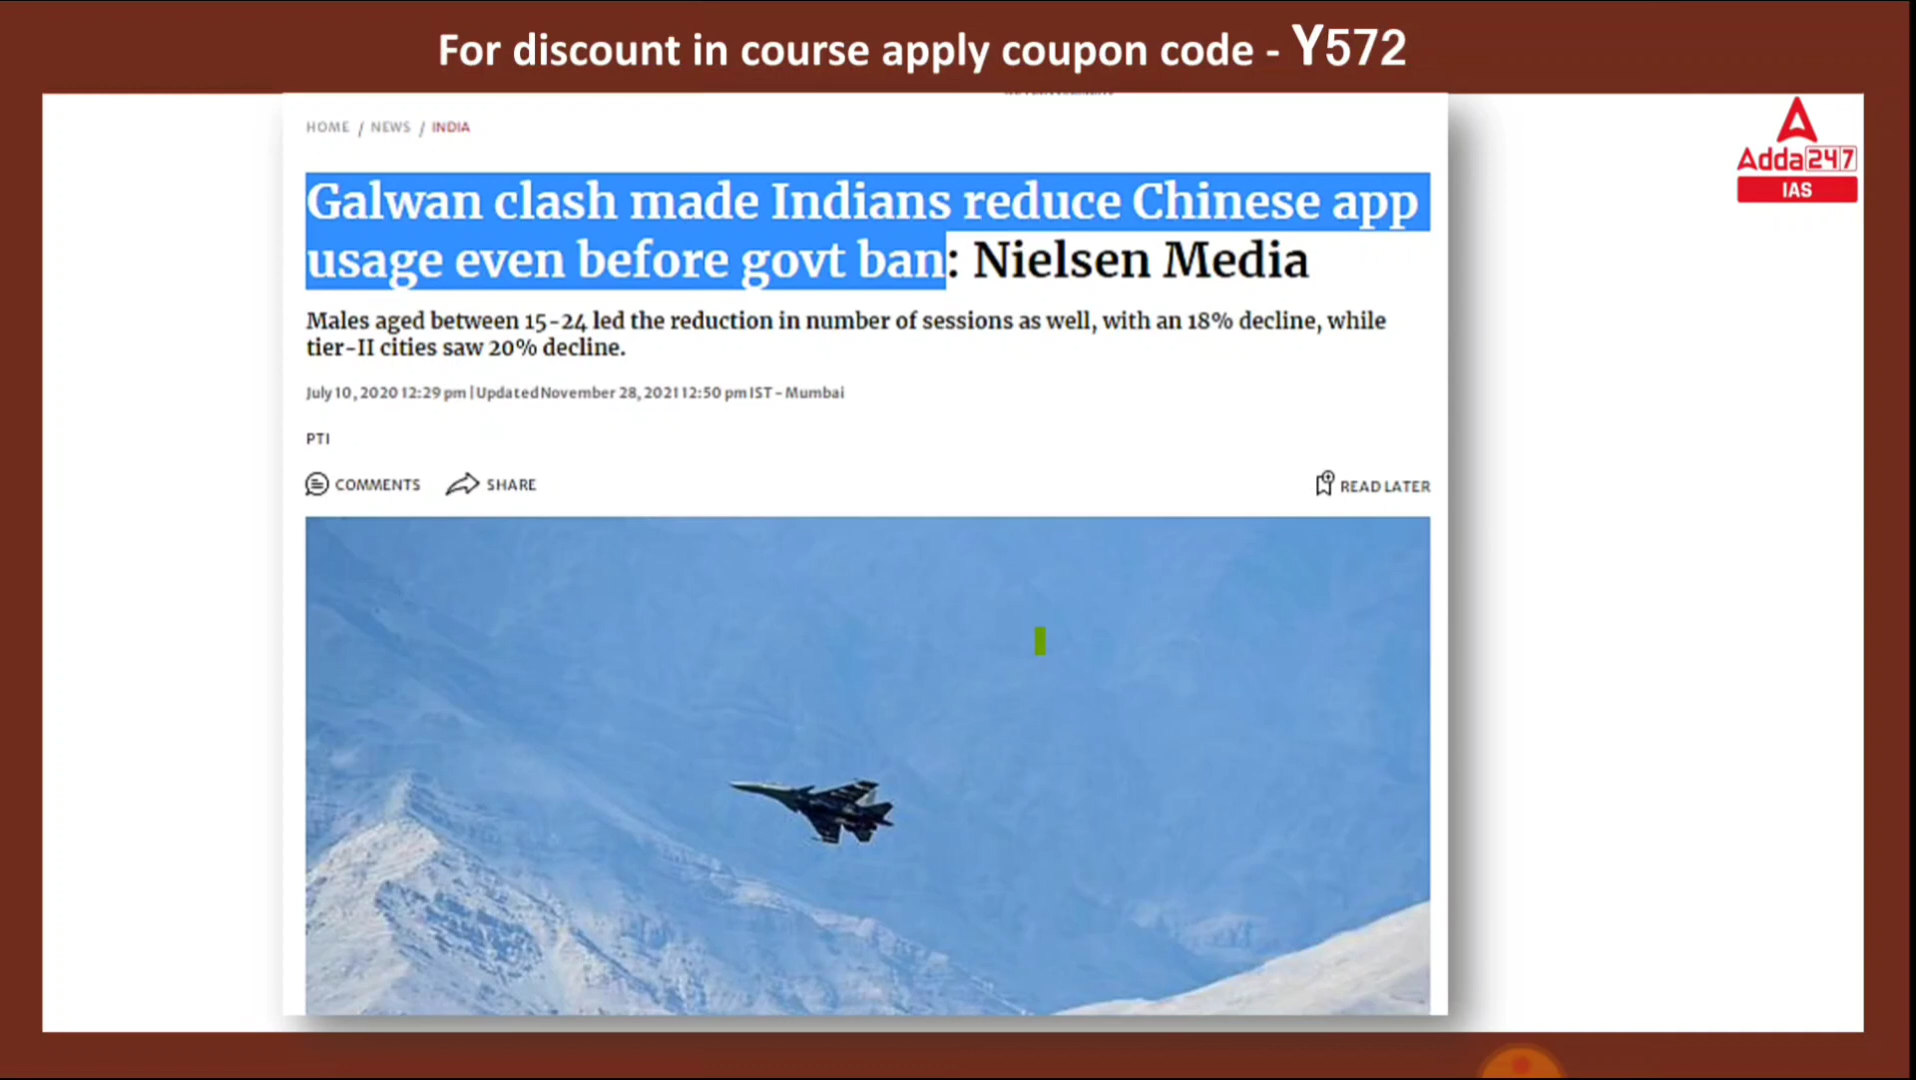 For discount in course apply coupon code - Y572
HOME / NEWS / INDIA
Adda247
IAS
Galwan clash made Indians reduce Chinese app
usage even before govt ban: Nielsen Media
Males aged between 15-24 led the reduction in number of sessions as well, with an 18% decline, while
tier-II cities saw 20% decline.
July 10, 2020 12:29 pm | Updated November 28, 2021 12:50 pm IST - Mumbai
PTI
COMMENTS SHARE READ LATER